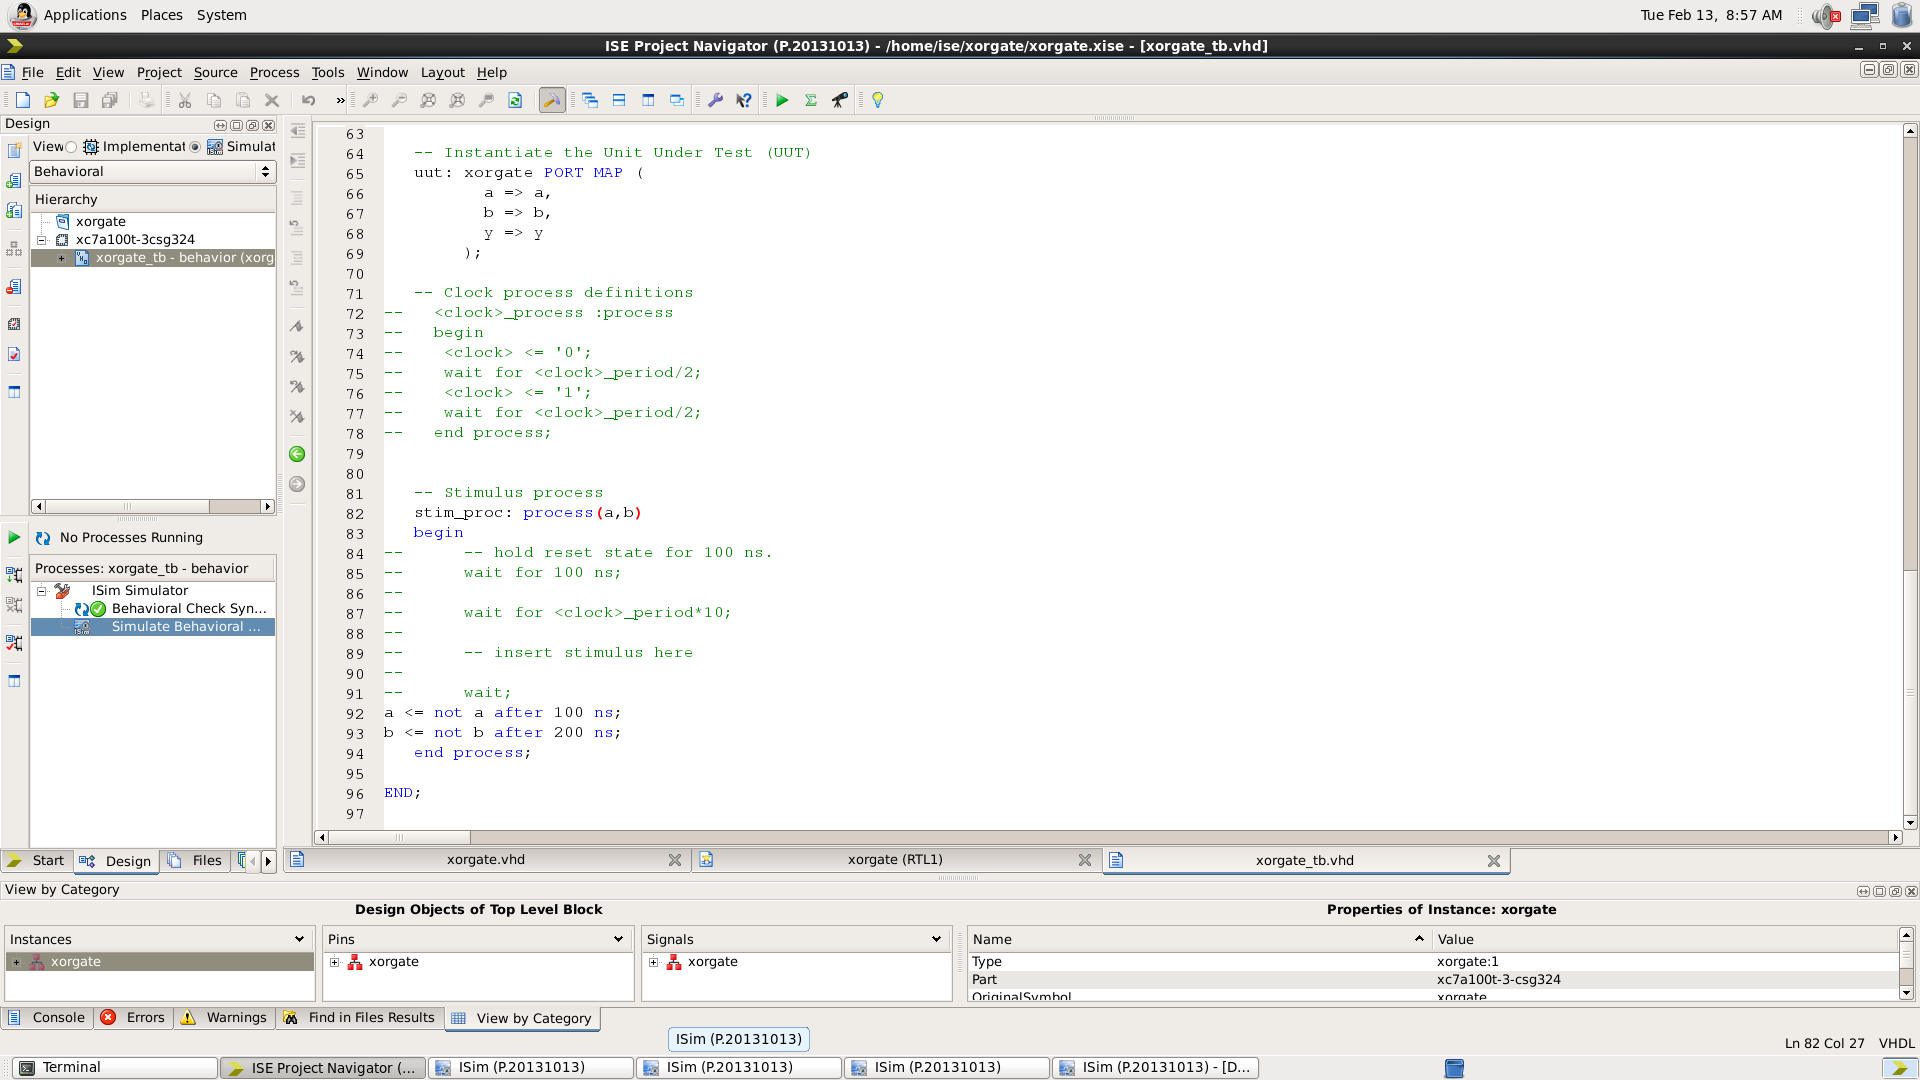 Applications Places System
Tue Feb 13, 8:57 AM
ISE Project Navigator (P.20131013) - /home/ise/xorgate/xorgate.xise - [xorgate_tb.vhd]
File Edit View Project Source Process Tools Window Layout Help
Design
View Implementat Simulat
Behavioral
Hierarchy
xorgate
xc7a100t-3csg324
xorgate_tb - behavior (xorg
No Processes Running
Processes: xorgate_tb - behavior
ISim Simulator
Behavioral Check Syn...
Simulate Behavioral ...
Start Design Files
63
64 -- Instantiate the Unit Under Test (UUT)
65 uut: xorgate PORT MAP (
66 a => a,
67 b => b,
68 y => y
69 );
70
71 -- Clock process definitions
72 -- <clock>_process :process
73 -- begin
74 -- <clock> <= '0';
75 -- wait for <clock>_period/2;
76 -- <clock> <= '1';
77 -- wait for <clock>_period/2;
78 -- end process;
79
80
81 -- Stimulus process
82 stim_proc: process(a,b)
83 begin
84 -- -- hold reset state for 100 ns.
85 -- wait for 100 ns;
86 --
87 -- wait for <clock>_period*10;
88 --
89 -- -- insert stimulus here
90 --
91 -- wait;
92 a <= not a after 100 ns;
93 b <= not b after 200 ns;
94 end process;
95
96 END;
97
xorgate.vhd xorgate (RTL1) xorgate_tb.vhd
View by Category
Design Objects of Top Level Block
Properties of Instance: xorgate
Instances Pins Signals Name Value
xorgate xorgate xorgate Type xorgate:1
Part xc7a100t-3-csg324
OriginalSymbol xorgate
Console Errors Warnings Find in Files Results View by Category
ISim (P.20131013)
Ln 82 Col 27 VHDL
Terminal ISE Project Navigator (... ISim (P.20131013) ISim (P.20131013) ISim (P.20131013) ISim (P.20131013) - [D...